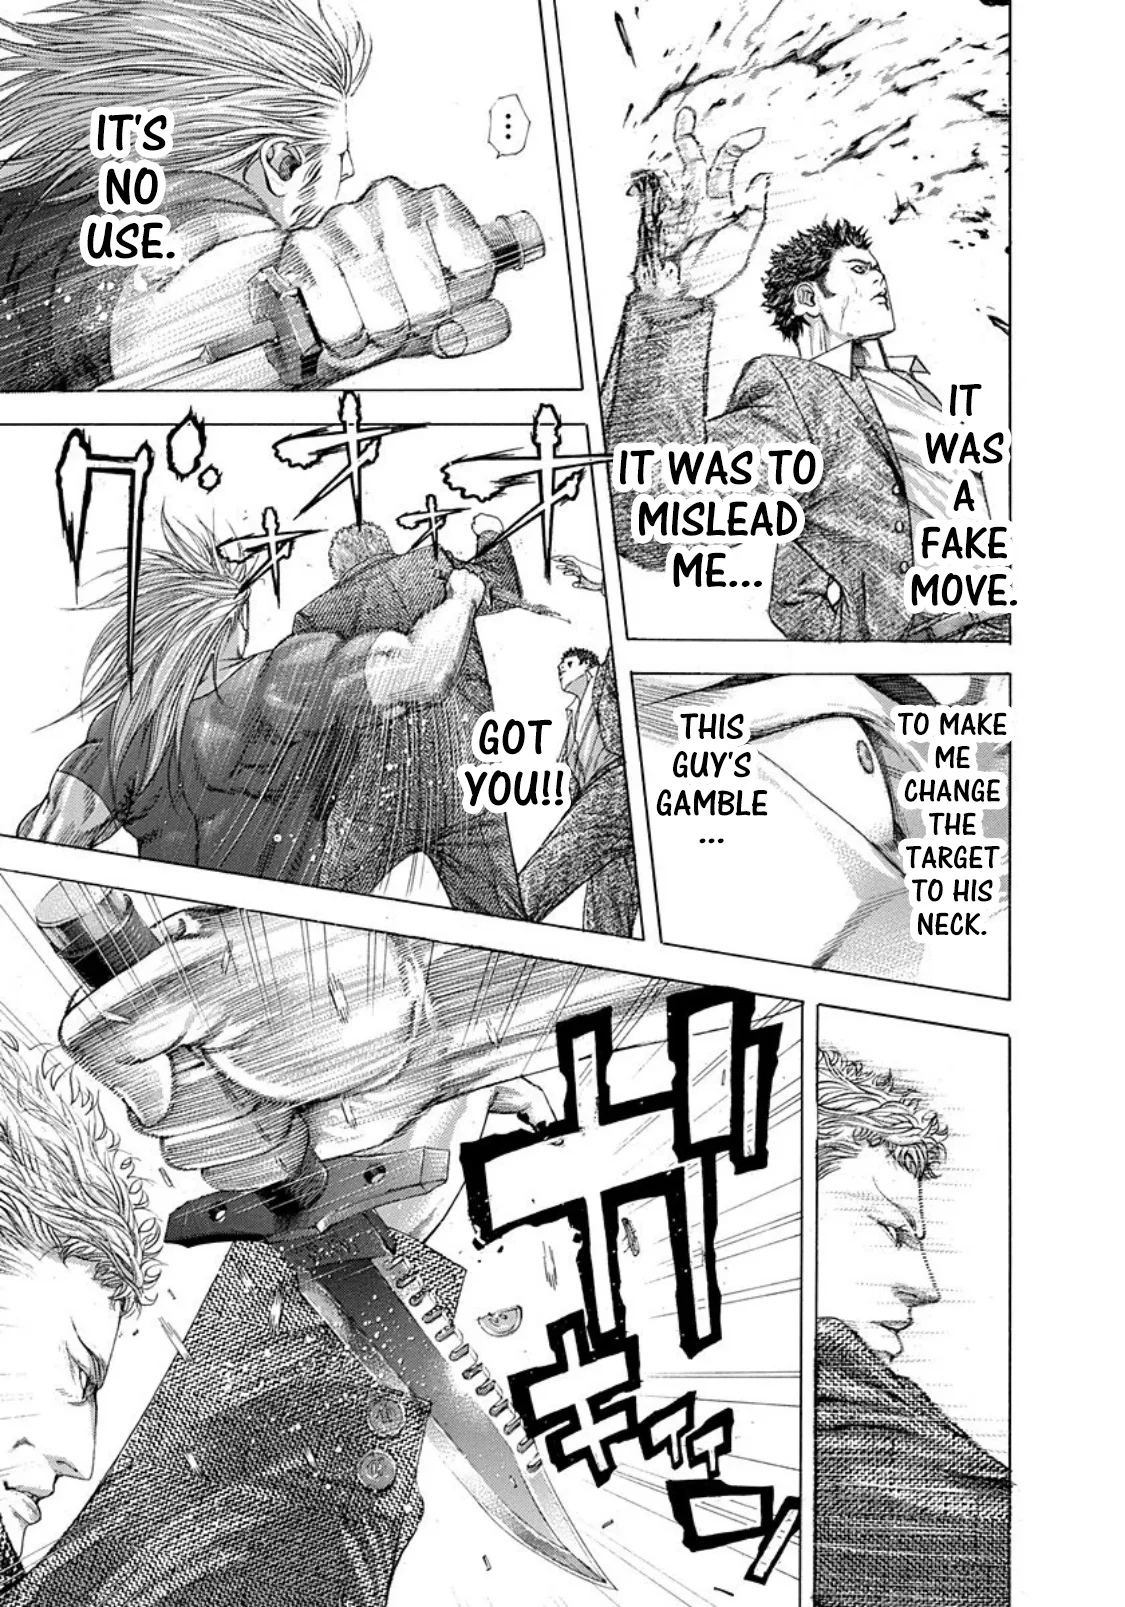 IT
WAS
A
FAKE
MOVE.
IT WAS TO
MISLEAD
ME...
...
IT'S
NO
USE.
TO MAKE
ME
CHANGE
THE
TARGET
TO HIS
NECK.
THIS
GUY'S
GAMBLE
...
GOT
YOU!!